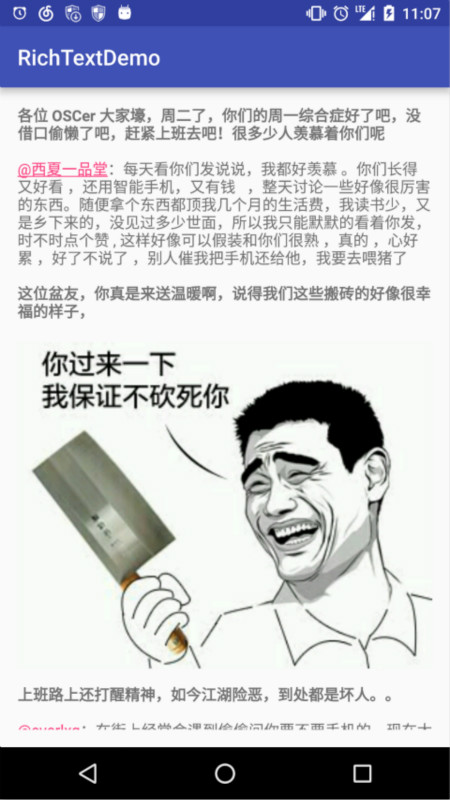 LTE 11:07
RichTextDemo
各位 OSCer 大家壕，周二了，你们的周一综合症好了吧，没
借口偷懒了吧，赶紧上班去吧！很多少人羡慕着你们呢
@西夏一品堂：每天看你们发说说，我都好羡慕 。你们长得
又好看 ，还用智能手机，又有钱 ，整天讨论一些好像很厉害
的东西。随便拿个东西都顶我几个月的生活费，我读书少，又
是乡下来的，没见过多少世面，所以我只能默默的看着你发，
时不时点个赞 , 这样好像可以假装和你们很熟 ，真的 ，心好
累 ，好了不说了 ，别人催我把手机还给他，我要去喂猪了
这位盆友，你真是来送温暖啊，说得我们这些搬砖的好像很幸
福的样子，
你过来一下
我保证不砍死你
上班路上还打醒精神，如今江湖险恶，到处都是坏人。。